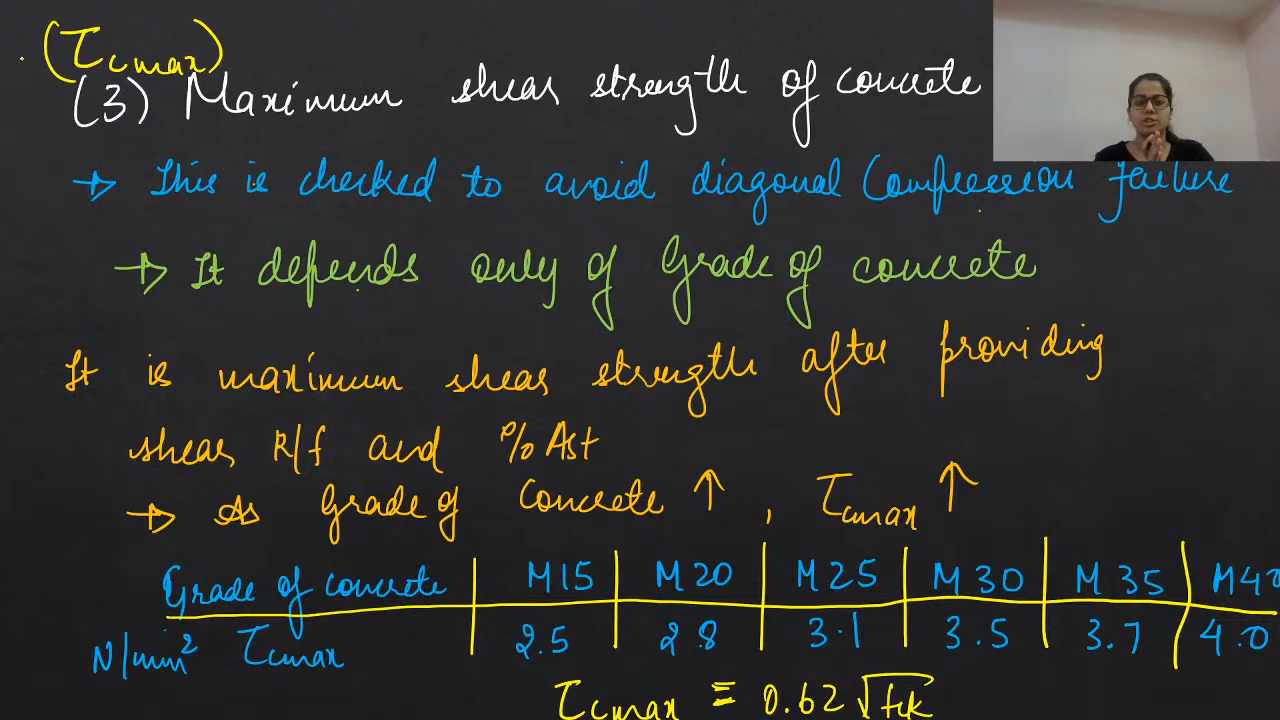 (τcmax)
(3) Maximum shear strength of concrete
→ This is checked to avoid diagonal Compression failure
→ It depends only of Grade of concrete
It is maximum shear strength after providing
shear R/f and % Ast
→ As Grade of Concrete ↑ , τcmax ↑
Grade of concrete | M15 | M20 | M25 | M30 | M35 | M40
N/mm² τcmax | 2.5 | 2.8 | 3.1 | 3.5 | 3.7 | 4.0
τcmax = 0.62 √fck